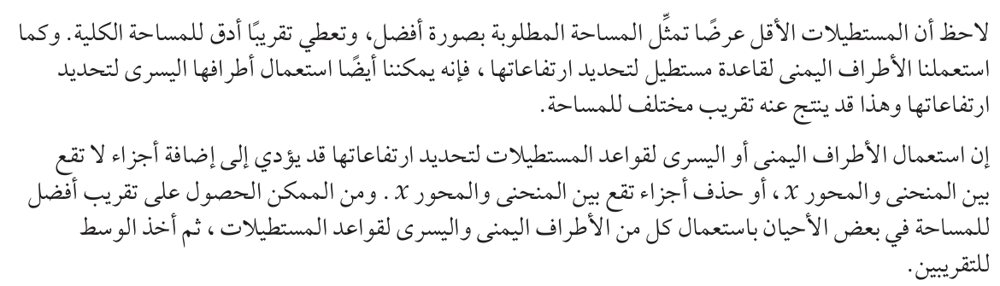 لاحظ أن المستطيلات الأقل عرضًا تمثِّل المساحة المطلوبة بصورة أفضل، وتعطي تقريبًا أدق للمساحة الكلية. وكما
استعملنا الأطراف اليمنى لقاعدة مستطيل لتحديد ارتفاعاتها ، فإنه يمكننا أيضًا استعمال أطرافها اليسرى لتحديد
ارتفاعاتها وهذا قد ينتج عنه تقريب مختلف للمساحة.
إن استعمال الأطراف اليمنى أو اليسرى لقواعد المستطيلات لتحديد ارتفاعاتها قد يؤدي إلى إضافة أجزاء لا تقع
بين المنحنى والمحور x ، أو حذف أجزاء تقع بين المنحنى والمحور x . ومن الممكن الحصول على تقريب أفضل
للمساحة في بعض الأحيان باستعمال كل من الأطراف اليمنى واليسرى لقواعد المستطيلات ، ثم أخذ الوسط
للتقريبين.